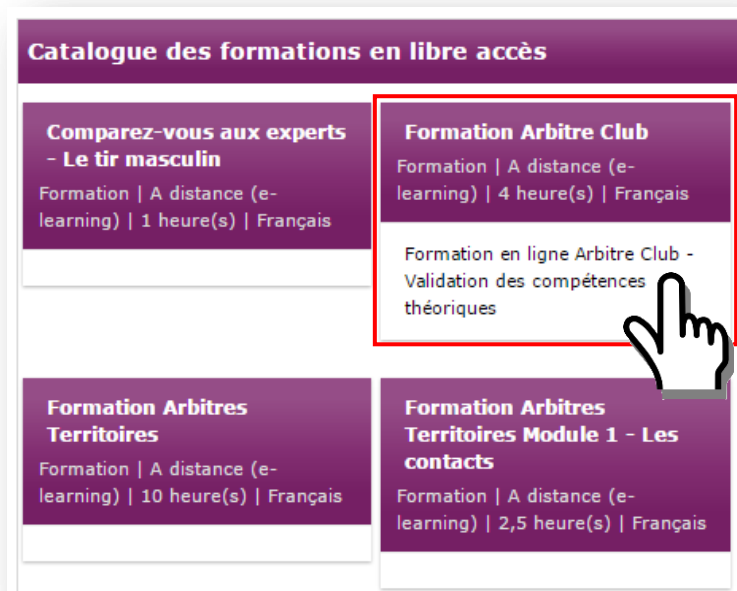 Catalogue des formations en libre accès
Comparez-vous aux experts
- Le tir masculin
Formation | A distance (e-
learning) | 1 heure(s) | Français
Formation Arbitre Club
Formation | A distance (e-
learning) | 4 heure(s) | Français
Formation en ligne Arbitre Club -
Validation des compétences
théoriques
Formation Arbitres
Territoires
Formation | A distance (e-
learning) | 10 heure(s) | Français
Formation Arbitres
Territoires Module 1 - Les
contacts
Formation | A distance (e-
learning) | 2,5 heure(s) | Français